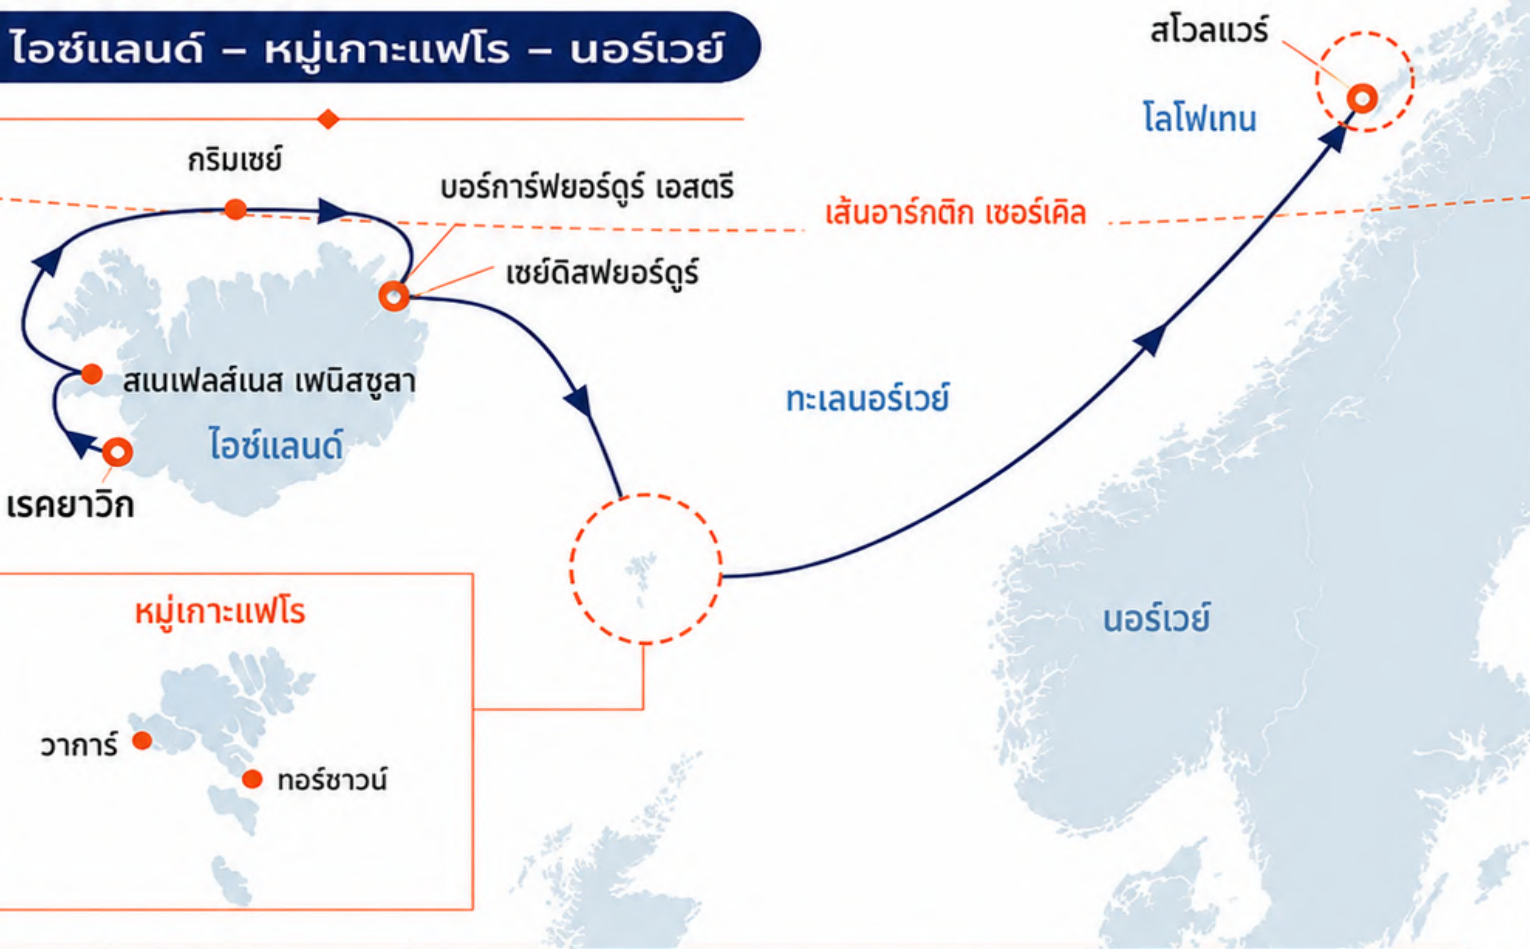 ไอซ์แลนด์ – หมู่เกาะแฟโร – นอร์เวย์
สโวลแวร์
โลโฟเทน
กริมเซย์
บอร์การ์ฟยอร์ดูร์ เอสตรี
เส้นอาร์กติก เซอร์เคิล
เซย์ดิสฟยอร์ดูร์
สเนเฟลส์เนส เพนิสซูลา
ทะเลนอร์เวย์
ไอซ์แลนด์
เรคยาวิก
หมู่เกาะแฟโร
นอร์เวย์
วาการ์
ทอร์ชาวน์